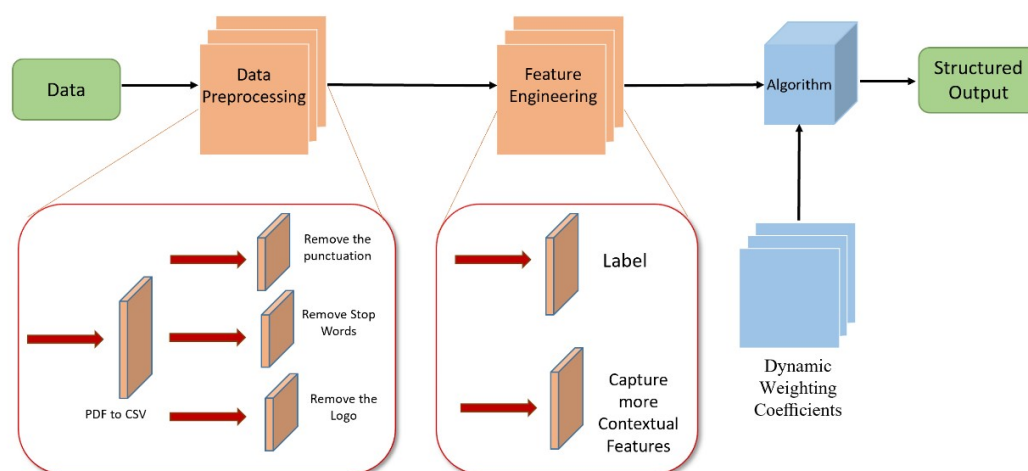 Data
Data
Preprocessing
Feature
Engineering
Algorithm
Structured
Output
Remove the
punctuation
Remove Stop
Words
Remove the
Logo
PDF to CSV
Label
Capture
more
Contextual
Features
Dynamic
Weighting
Coefficients